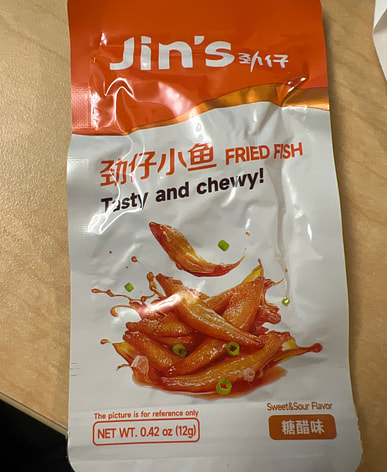 Jin's 劲仔
劲仔小鱼 FRIED FISH
Tasty and chewy!
The picture is for reference only
NET WT. 0.42 oz (12g)
Sweet&Sour Flavor
糖醋味